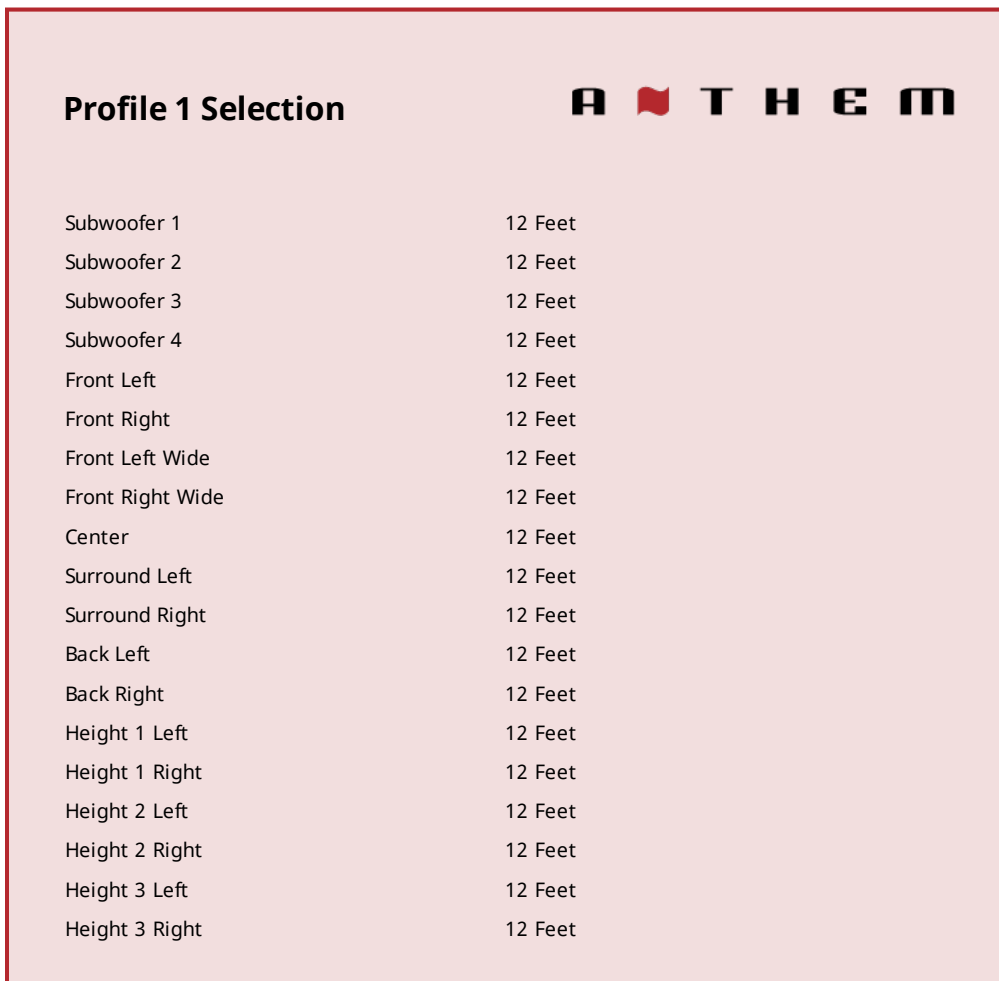 Profile 1 Selection
ANTHEM
Subwoofer 1 12 Feet
Subwoofer 2 12 Feet
Subwoofer 3 12 Feet
Subwoofer 4 12 Feet
Front Left 12 Feet
Front Right 12 Feet
Front Left Wide 12 Feet
Front Right Wide 12 Feet
Center 12 Feet
Surround Left 12 Feet
Surround Right 12 Feet
Back Left 12 Feet
Back Right 12 Feet
Height 1 Left 12 Feet
Height 1 Right 12 Feet
Height 2 Left 12 Feet
Height 2 Right 12 Feet
Height 3 Left 12 Feet
Height 3 Right 12 Feet